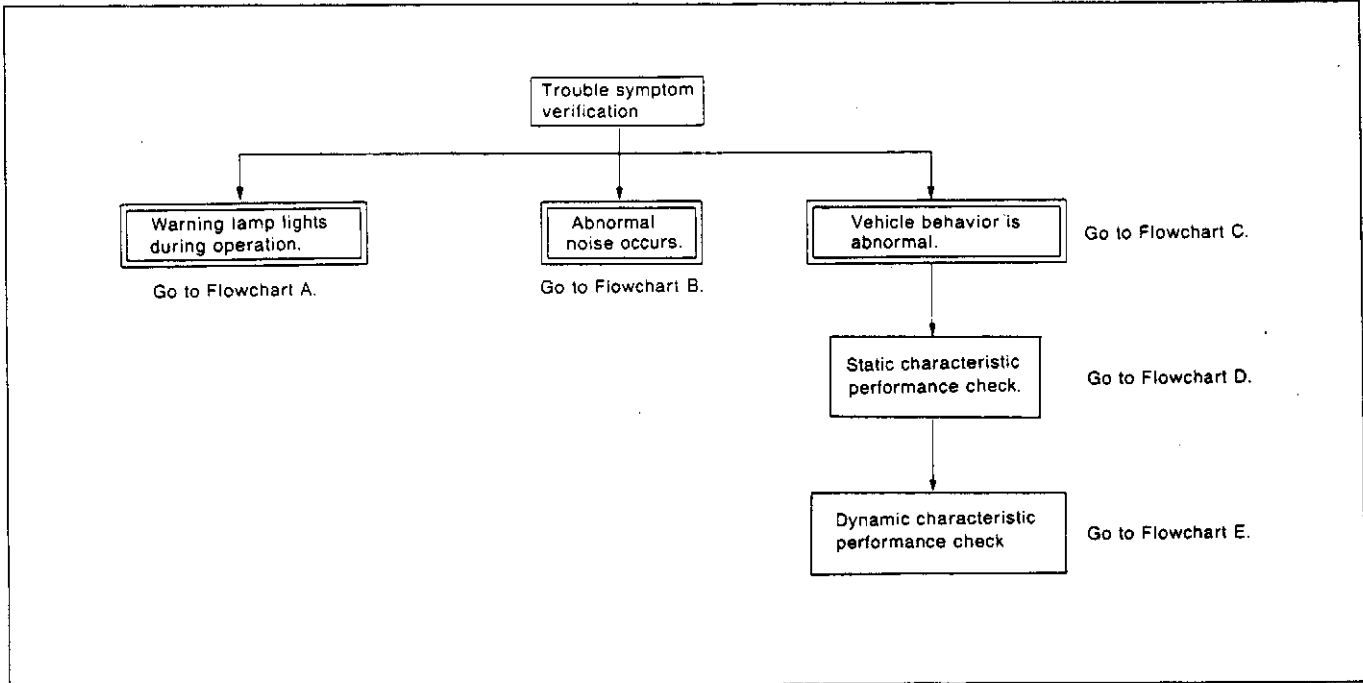 Trouble symptom
verification
Warning lamp lights
during operation.
Abnormal
noise occurs.
Vehicle behavior is
abnormal.
Go to Flowchart C.
Go to Flowchart A.
Go to Flowchart B.
Static characteristic
performance check.
Go to Flowchart D.
Dynamic characteristic
performance check
Go to Flowchart E.